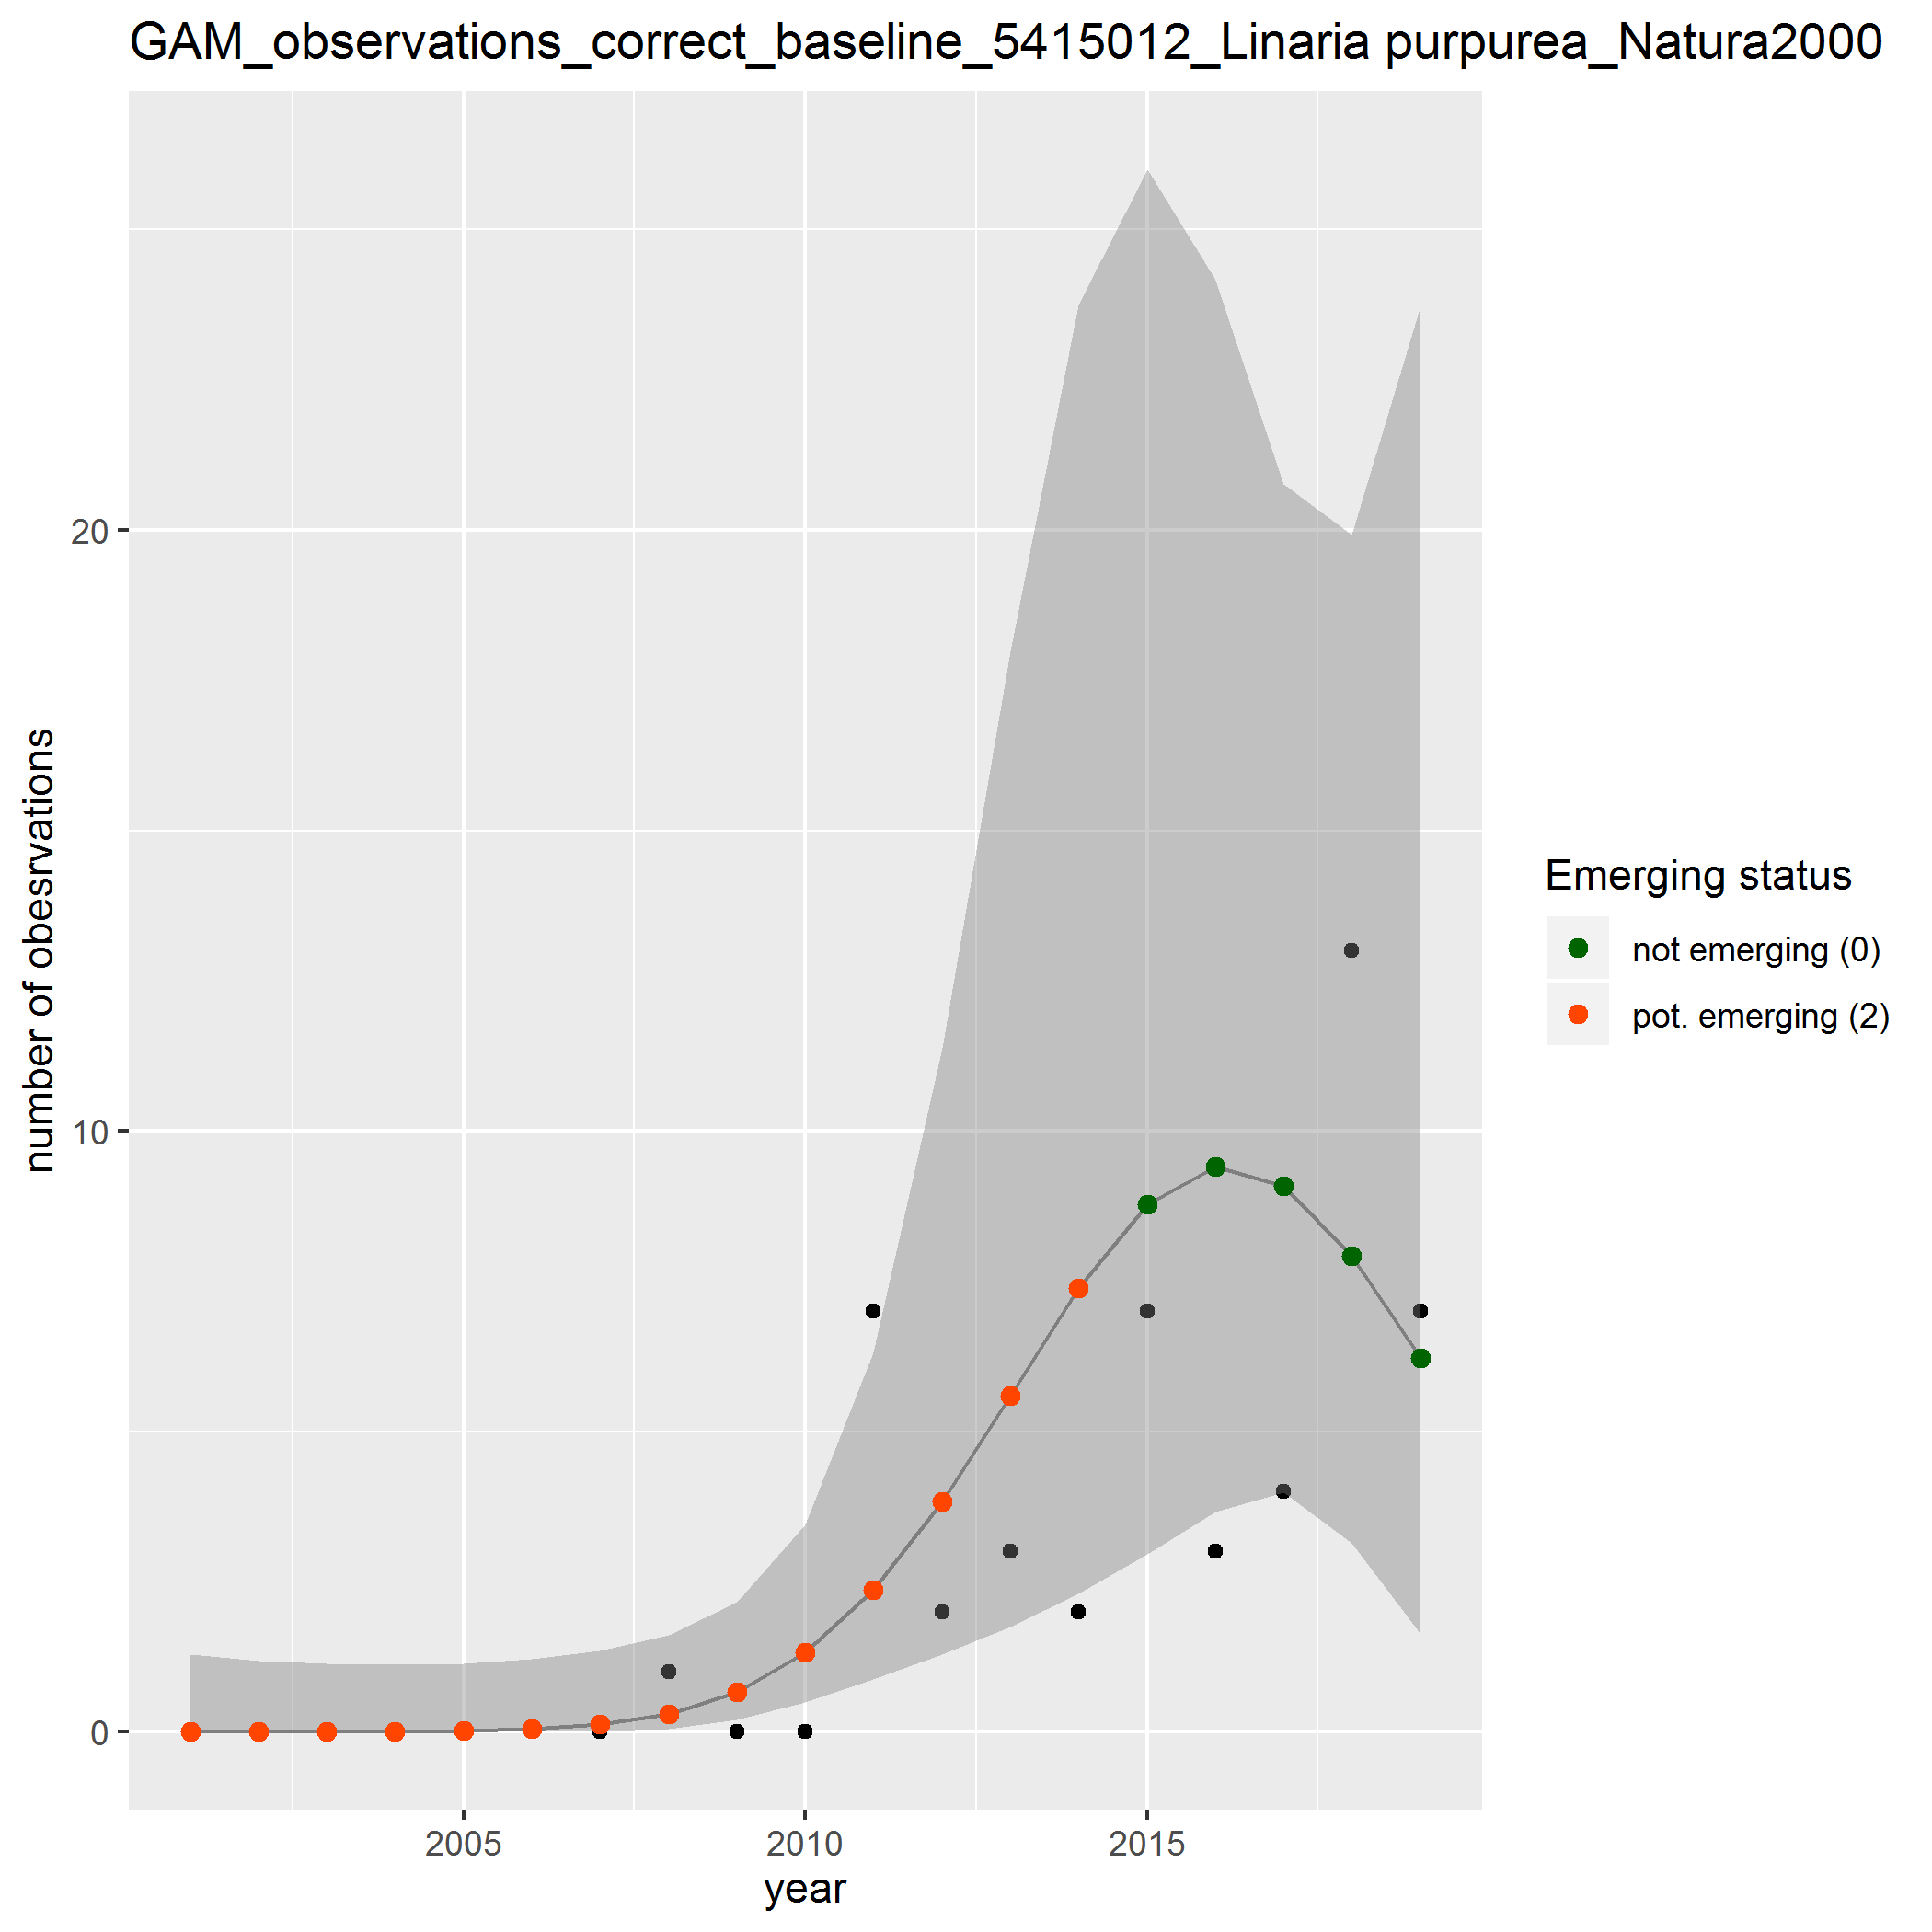 GAM_observations_correct_baseline_5415012_Linaria purpurea_Natura2000
number of obesrvations
20
10
0
2005 2010 2015
year
Emerging status
not emerging (0)
pot. emerging (2)